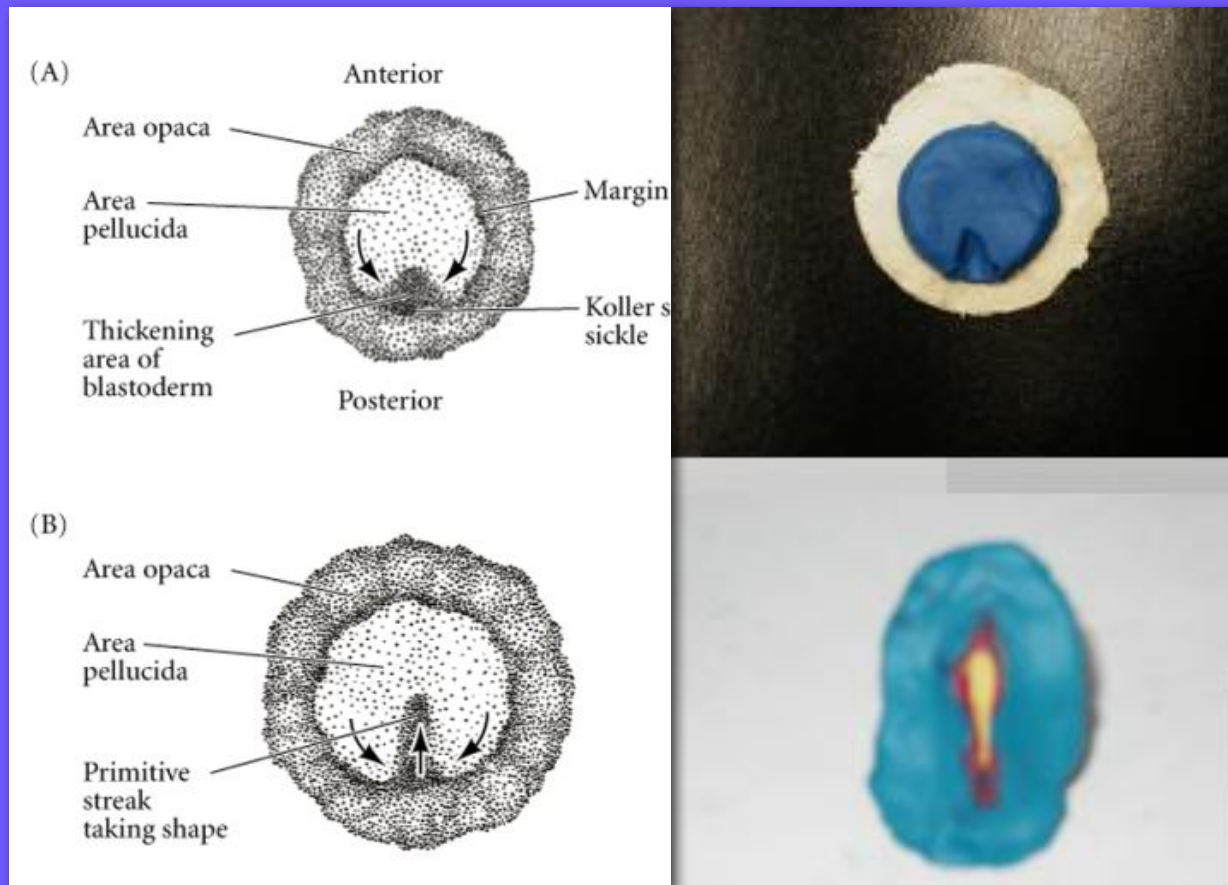 (A)
Anterior
Area opaca
Area
pellucida
Margin
Thickening
area of
blastoderm
Koller s
sickle
Posterior
(B)
Area opaca
Area
pellucida
Primitive
streak
taking shape